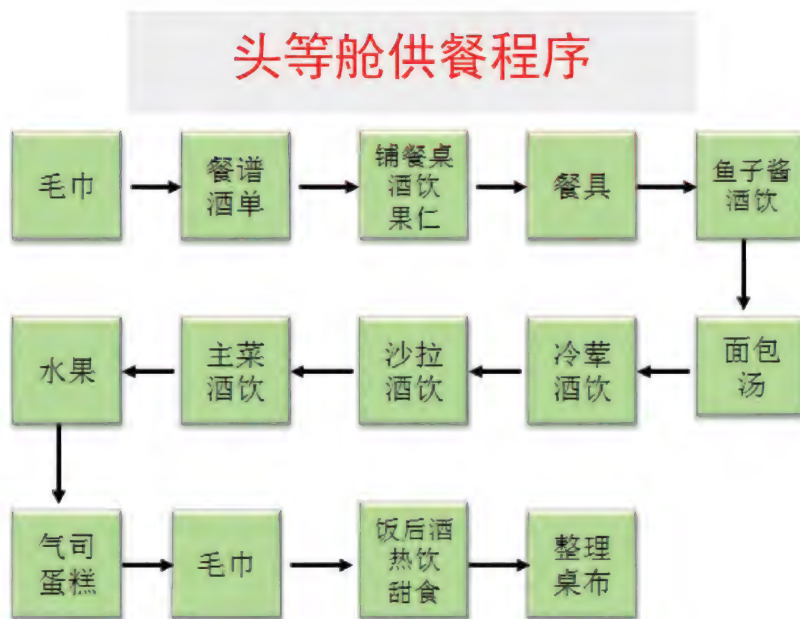 头等舱供餐程序
毛巾
餐谱
酒单
铺餐桌
酒饮
果仁
餐具
鱼子酱
酒饮
面包
汤
冷荤
酒饮
沙拉
酒饮
主菜
酒饮
水果
气司
蛋糕
毛巾
饭后酒
热饮
甜食
整理
桌布